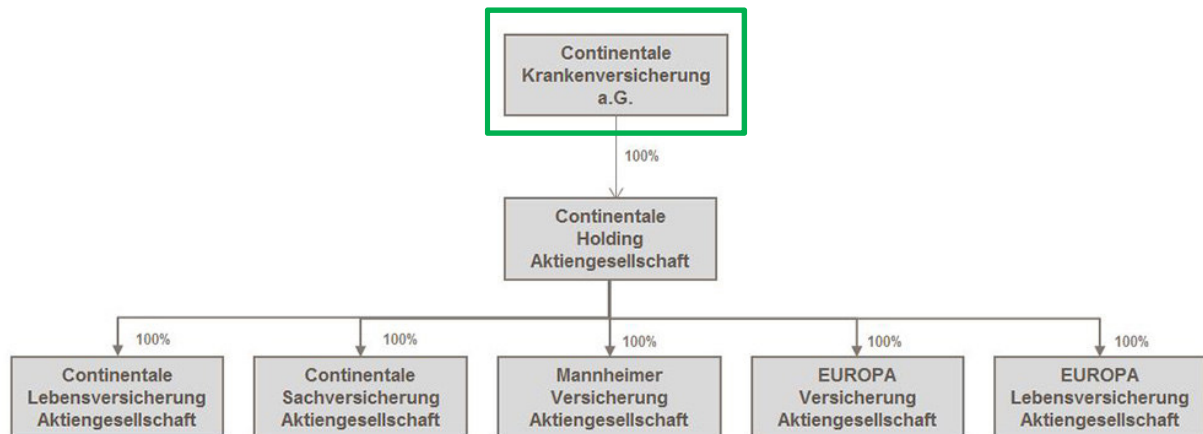 Continentale
Krankenversicherung
a.G.
100%
Continentale
Holding
Aktiengesellschaft
100%
100%
100%
100%
100%
Continentale
Lebensversicherung
Aktiengesellschaft
Continentale
Sachversicherung
Aktiengesellschaft
Mannheimer
Versicherung
Aktiengesellschaft
EUROPA
Versicherung
Aktiengesellschaft
EUROPA
Lebensversicherung
Aktiengesellschaft